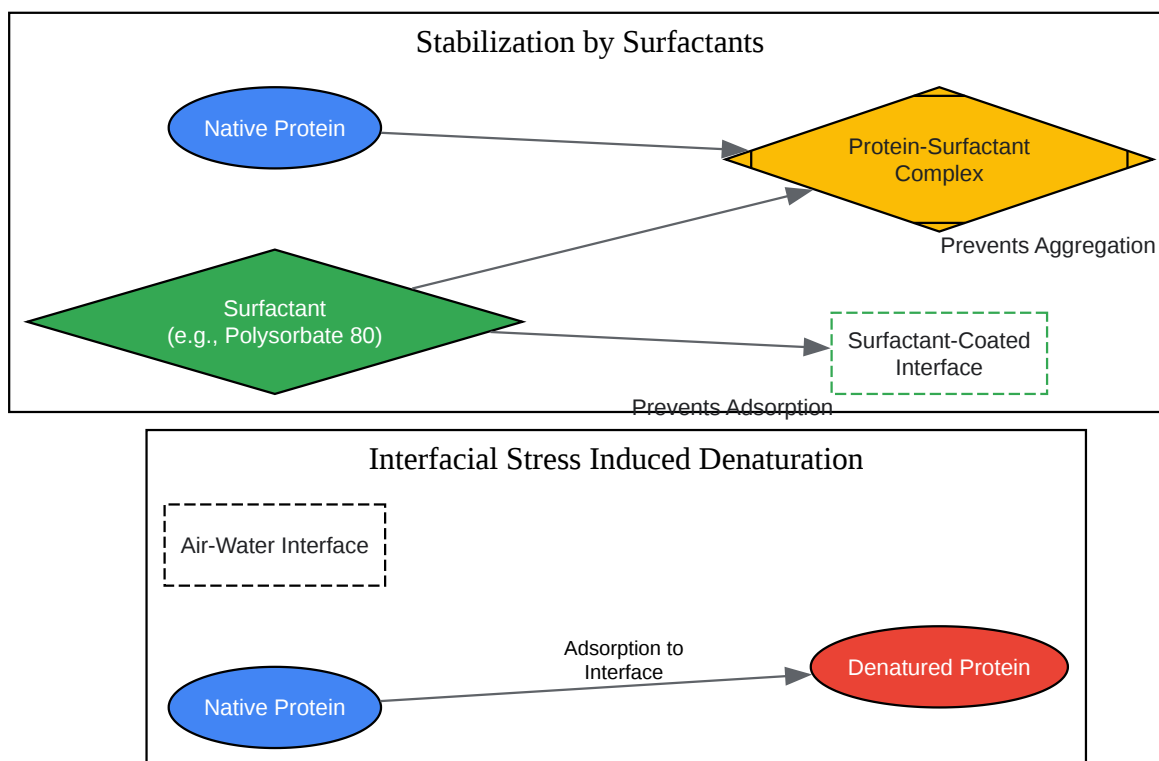 Stabilization by Surfactants
Native Protein
Protein-Surfactant
Complex
Prevents Aggregation
Surfactant
(e.g., Polysorbate 80)
Surfactant-Coated
Interface
Prevents Adsorption
Interfacial Stress Induced Denaturation
Air-Water Interface
Adsorption to
Interface
Native Protein
Denatured Protein